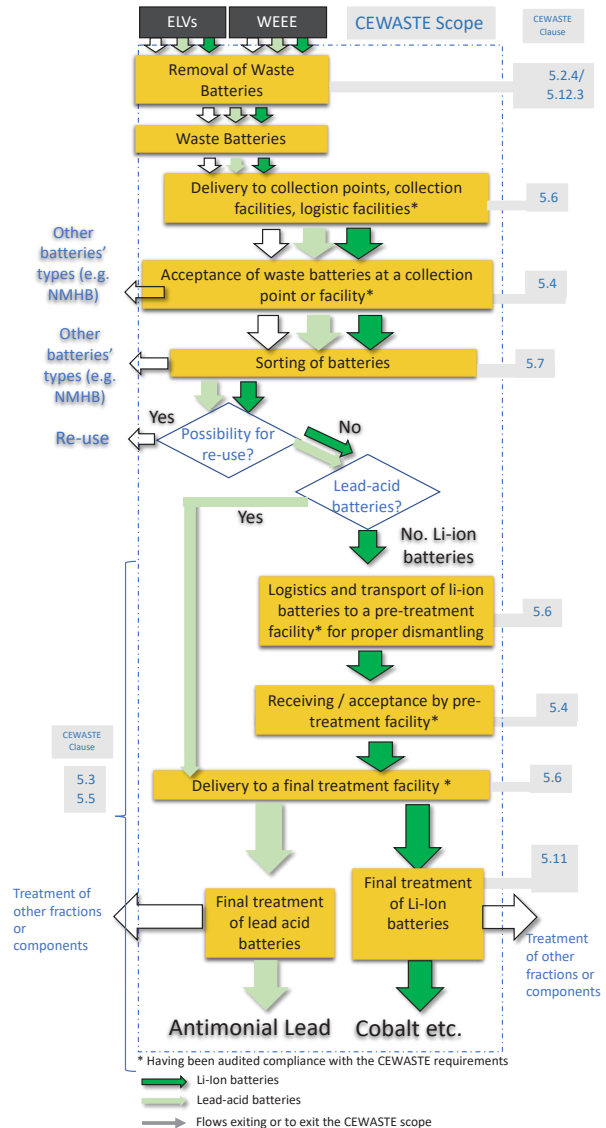 ELVs
WEEE
CEWASTE Scope
CEWASTE
Clause
Removal of Waste
Batteries
5.2.4/
5.12.3
Waste Batteries
Delivery to collection points, collection
facilities, logistic facilities*
5.6
Other
batteries'
types (e.g.
NMHB)
Acceptance of waste batteries at a collection
point or facility*
5.4
Other
batteries'
types (e.g.
NMHB)
Sorting of batteries
5.7
Yes
Re-use
Possibility for
re-use?
No
Lead-acid
batteries?
Yes
No. Li-ion
batteries
Logistics and transport of li-ion
batteries to a pre-treatment
facility* for proper dismantling
5.6
Receiving / acceptance by pre-
treatment facility*
5.4
CEWASTE
Clause
5.3
5.5
Delivery to a final treatment facility *
5.6
5.11
Treatment of
other fractions
or
components
Final treatment
of lead acid
batteries
Final treatment
of Li-Ion
batteries
Treatment
of other
fractions or
components
Antimonial Lead
Cobalt etc.
* Having been audited compliance with the CEWASTE requirements
Li-Ion batteries
Lead-acid batteries
Flows exiting or to exit the CEWASTE scope